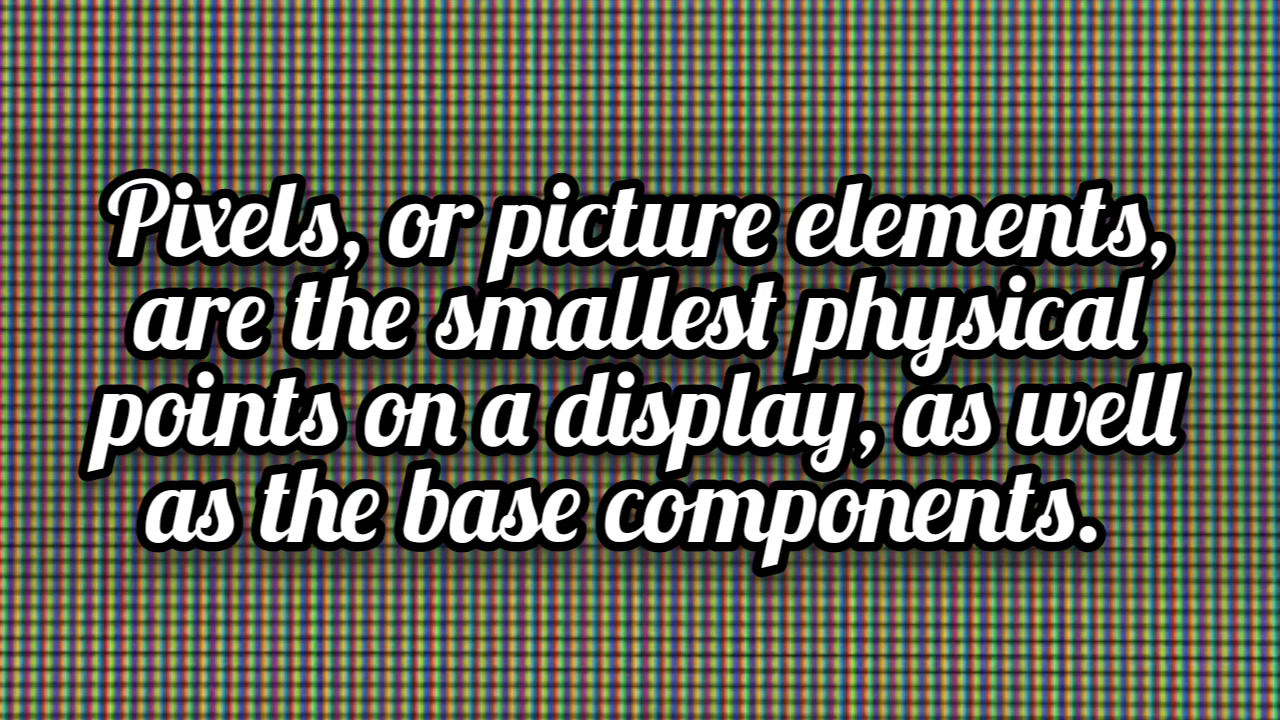 Pixels, or picture elements,
are the smallest physical
points on a display, as well
as the base components.